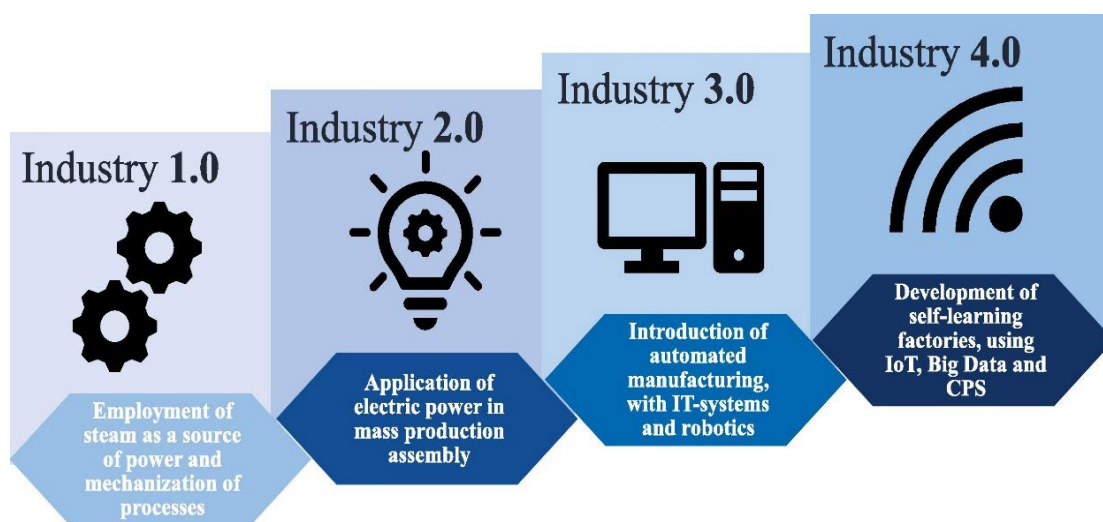 Industry 1.0
Employment of
steam as a source
of power and
mechanization of
processes
Industry 2.0
Application of
electric power in
mass production
assembly
Industry 3.0
Introduction of
automated
manufacturing,
with IT-systems
and robotics
Industry 4.0
Development of
self-learning
factories, using
IoT, Big Data and
CPS